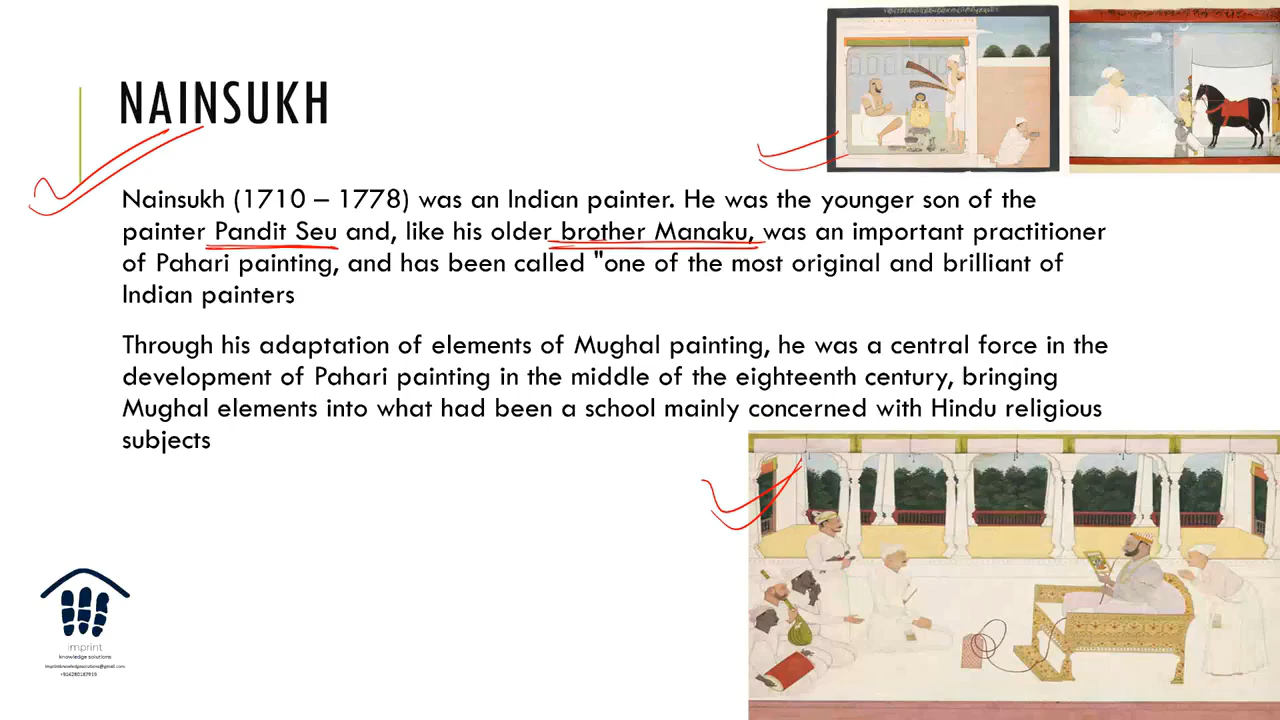 NAINSUKH
Nainsukh (1710 – 1778) was an Indian painter. He was the younger son of the
painter Pandit Seu and, like his older brother Manaku, was an important practitioner
of Pahari painting, and has been called "one of the most original and brilliant of
Indian painters
Through his adaptation of elements of Mughal painting, he was a central force in the
development of Pahari painting in the middle of the eighteenth century, bringing
Mughal elements into what had been a school mainly concerned with Hindu religious
subjects
imprint
knowledge solutions
imprintknowledgesolutions@gmail.com